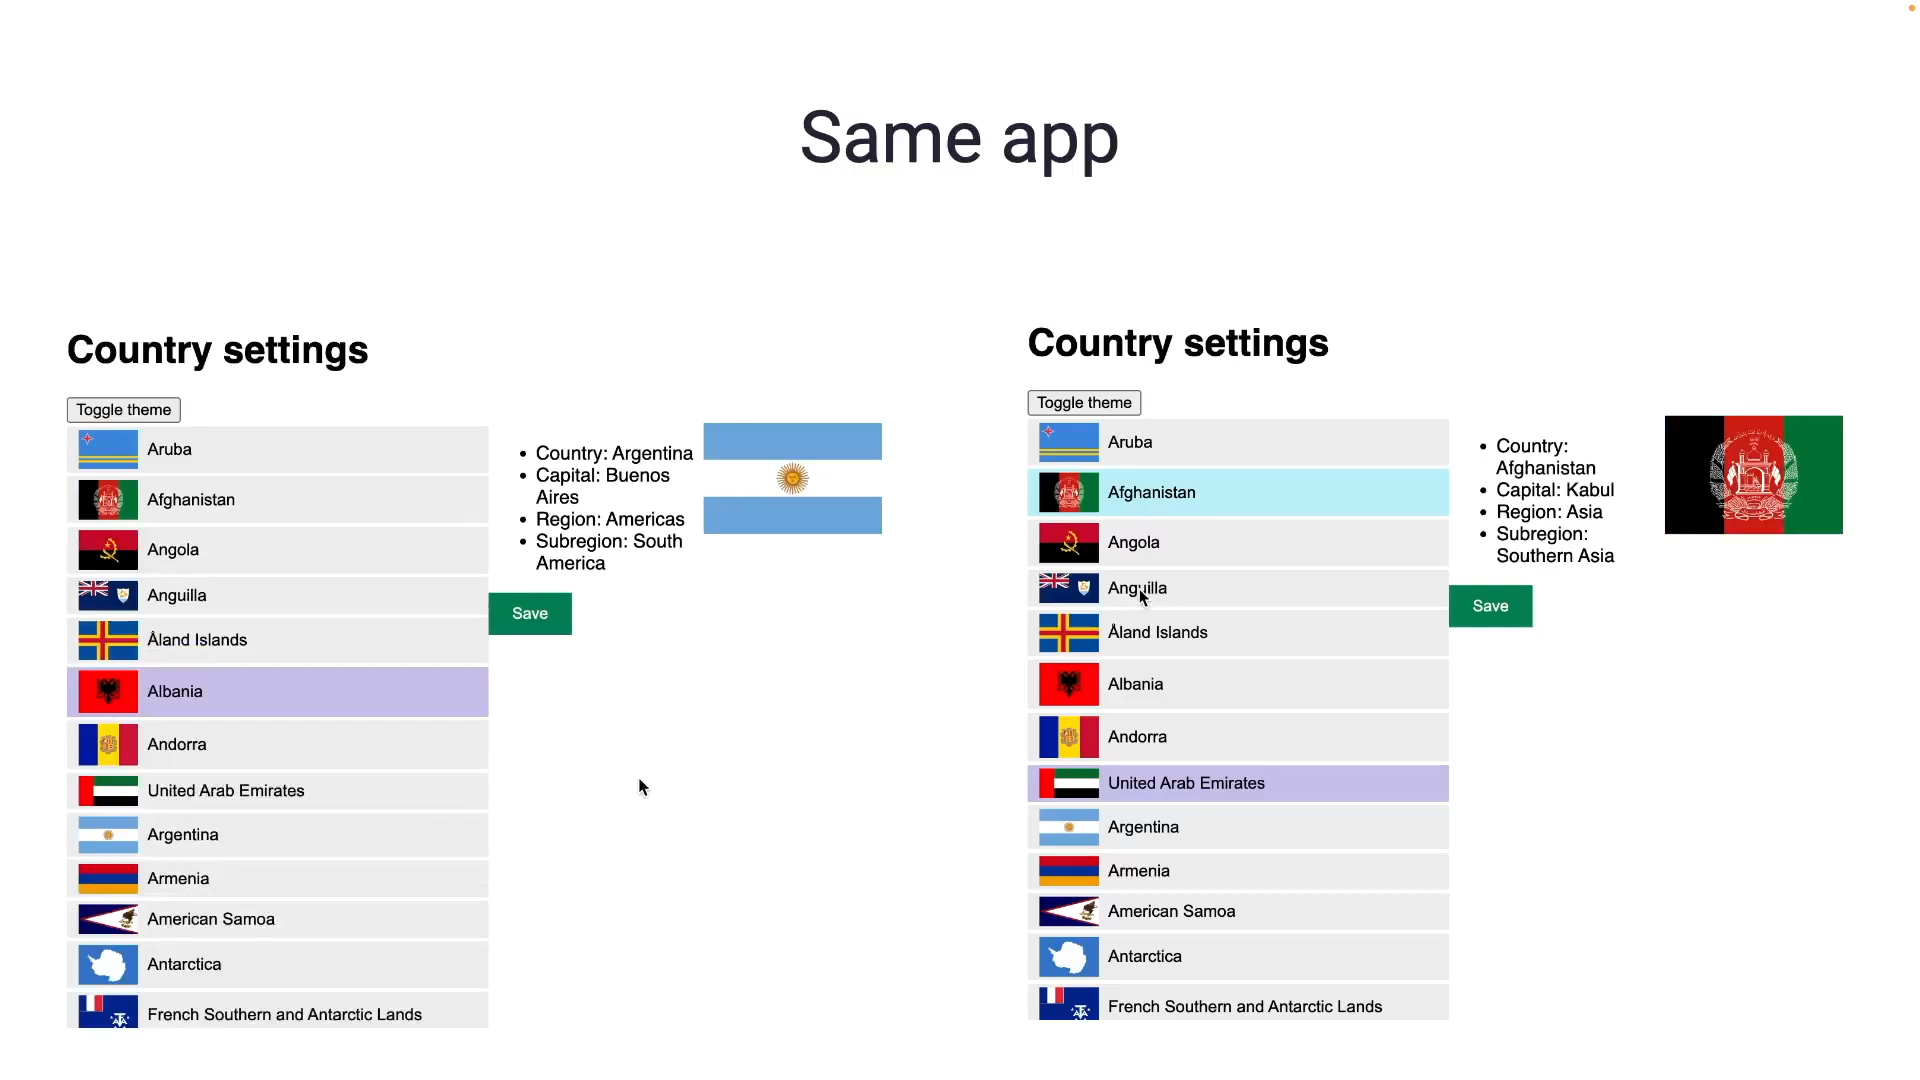 Same app
Country settings
Toggle theme
Aruba
Afghanistan
Angola
Anguilla
Åland Islands
Albania
Andorra
United Arab Emirates
Argentina
Armenia
American Samoa
Antarctica
French Southern and Antarctic Lands
Country: Argentina
Capital: Buenos
Aires
Region: Americas
Subregion: South
America
Save
Country settings
Toggle theme
Aruba
Afghanistan
Angola
Anguilla
Åland Islands
Albania
Andorra
United Arab Emirates
Argentina
Armenia
American Samoa
Antarctica
French Southern and Antarctic Lands
Country:
Afghanistan
Capital: Kabul
Region: Asia
Subregion:
Southern Asia
Save